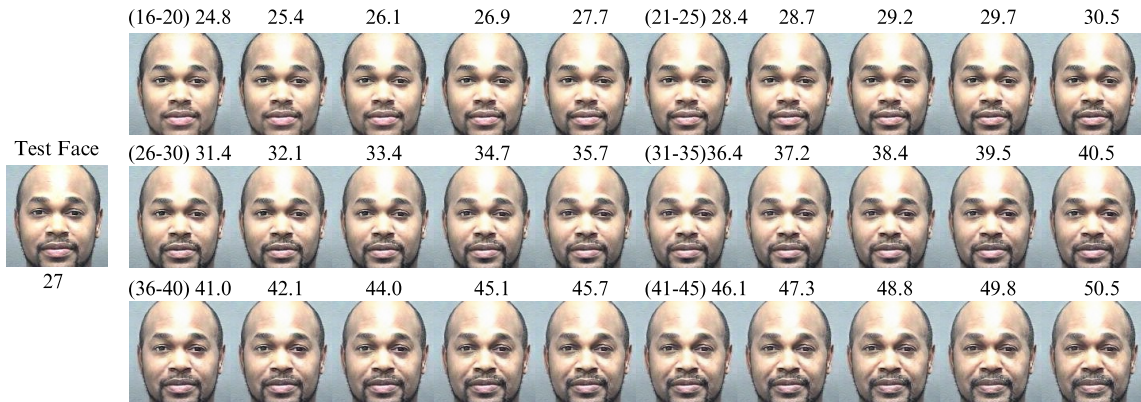 (16-20) 24.8 25.4 26.1 26.9 27.7 (21-25) 28.4 28.7 29.2 29.7 30.5
Test Face
(26-30) 31.4 32.1 33.4 34.7 35.7 (31-35)36.4 37.2 38.4 39.5 40.5
27
(36-40) 41.0 42.1 44.0 45.1 45.7 (41-45) 46.1 47.3 48.8 49.8 50.5